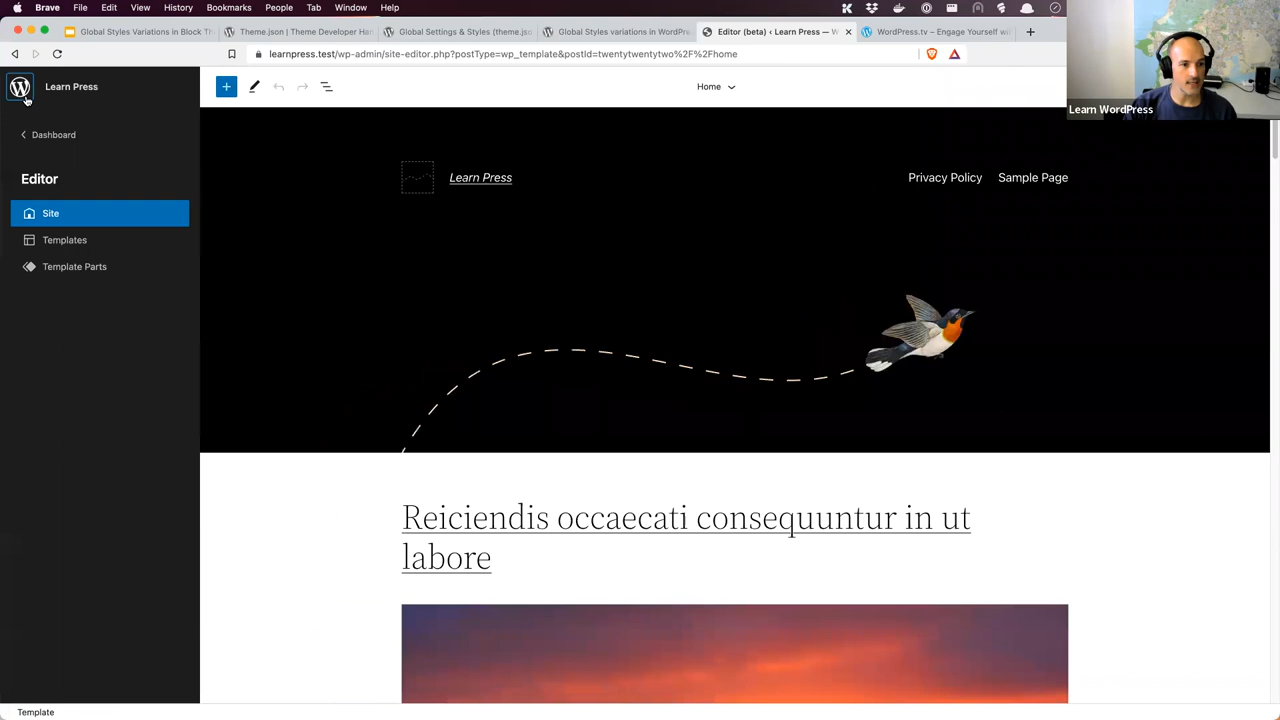 Brave File Edit View History Bookmarks People Tab Window Help
Global Styles Variations in Block Th
Theme.json | Theme Developer Han
Global Settings & Styles (theme.jso
Global Styles variations in WordPre
Editor (beta) ‹ Learn Press — W
WordPress.tv – Engage Yourself wi
learnpress.test/wp-admin/site-editor.php?postType=wp_template&postId=twentytwentytwo%2F%2Fhome
Learn Press
Home
Learn WordPress
Dashboard
Editor
Site
Templates
Template Parts
Learn Press
Privacy Policy Sample Page
Reiciendis occaecati consequuntur in ut
labore
Template